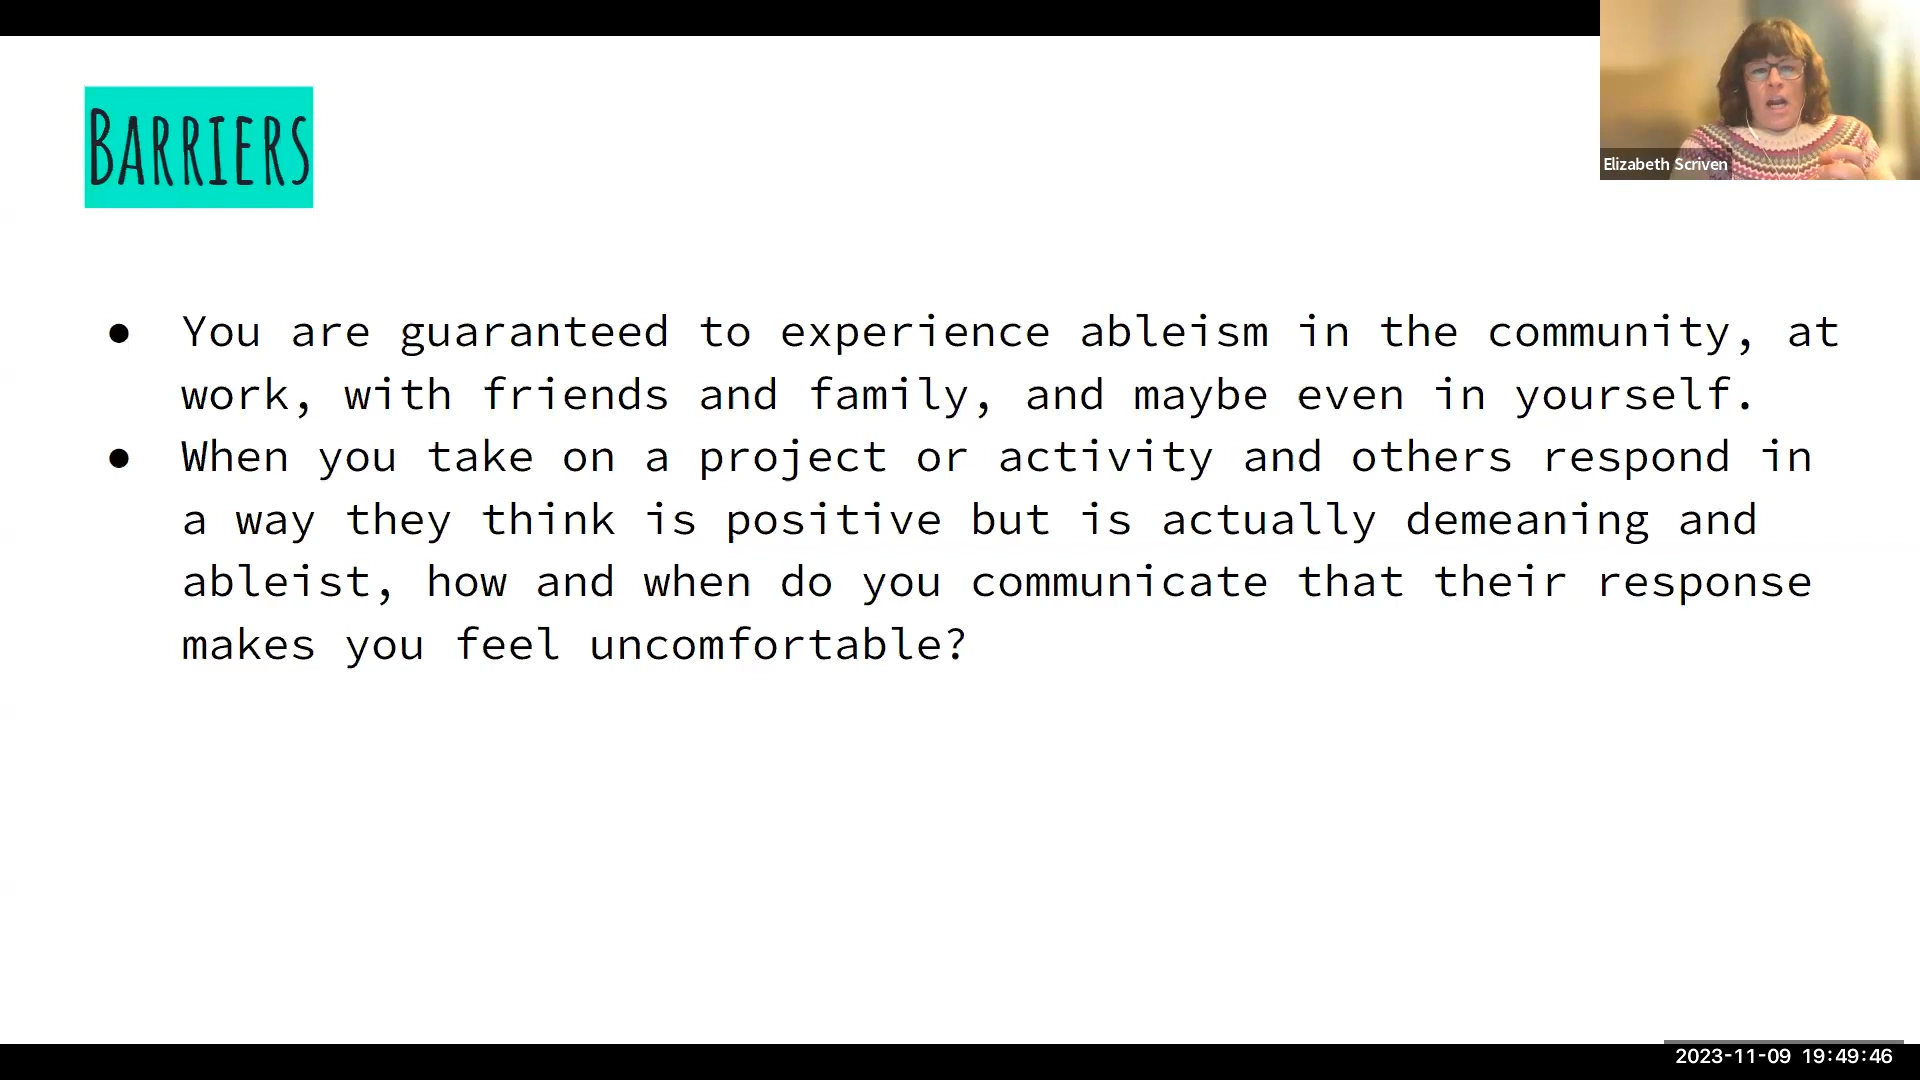 BARRIERS
Elizabeth Scriven
● You are guaranteed to experience ableism in the community, at
work, with friends and family, and maybe even in yourself.
● When you take on a project or activity and others respond in
a way they think is positive but is actually demeaning and
ableist, how and when do you communicate that their response
makes you feel uncomfortable?
2023-11-09 19:49:46